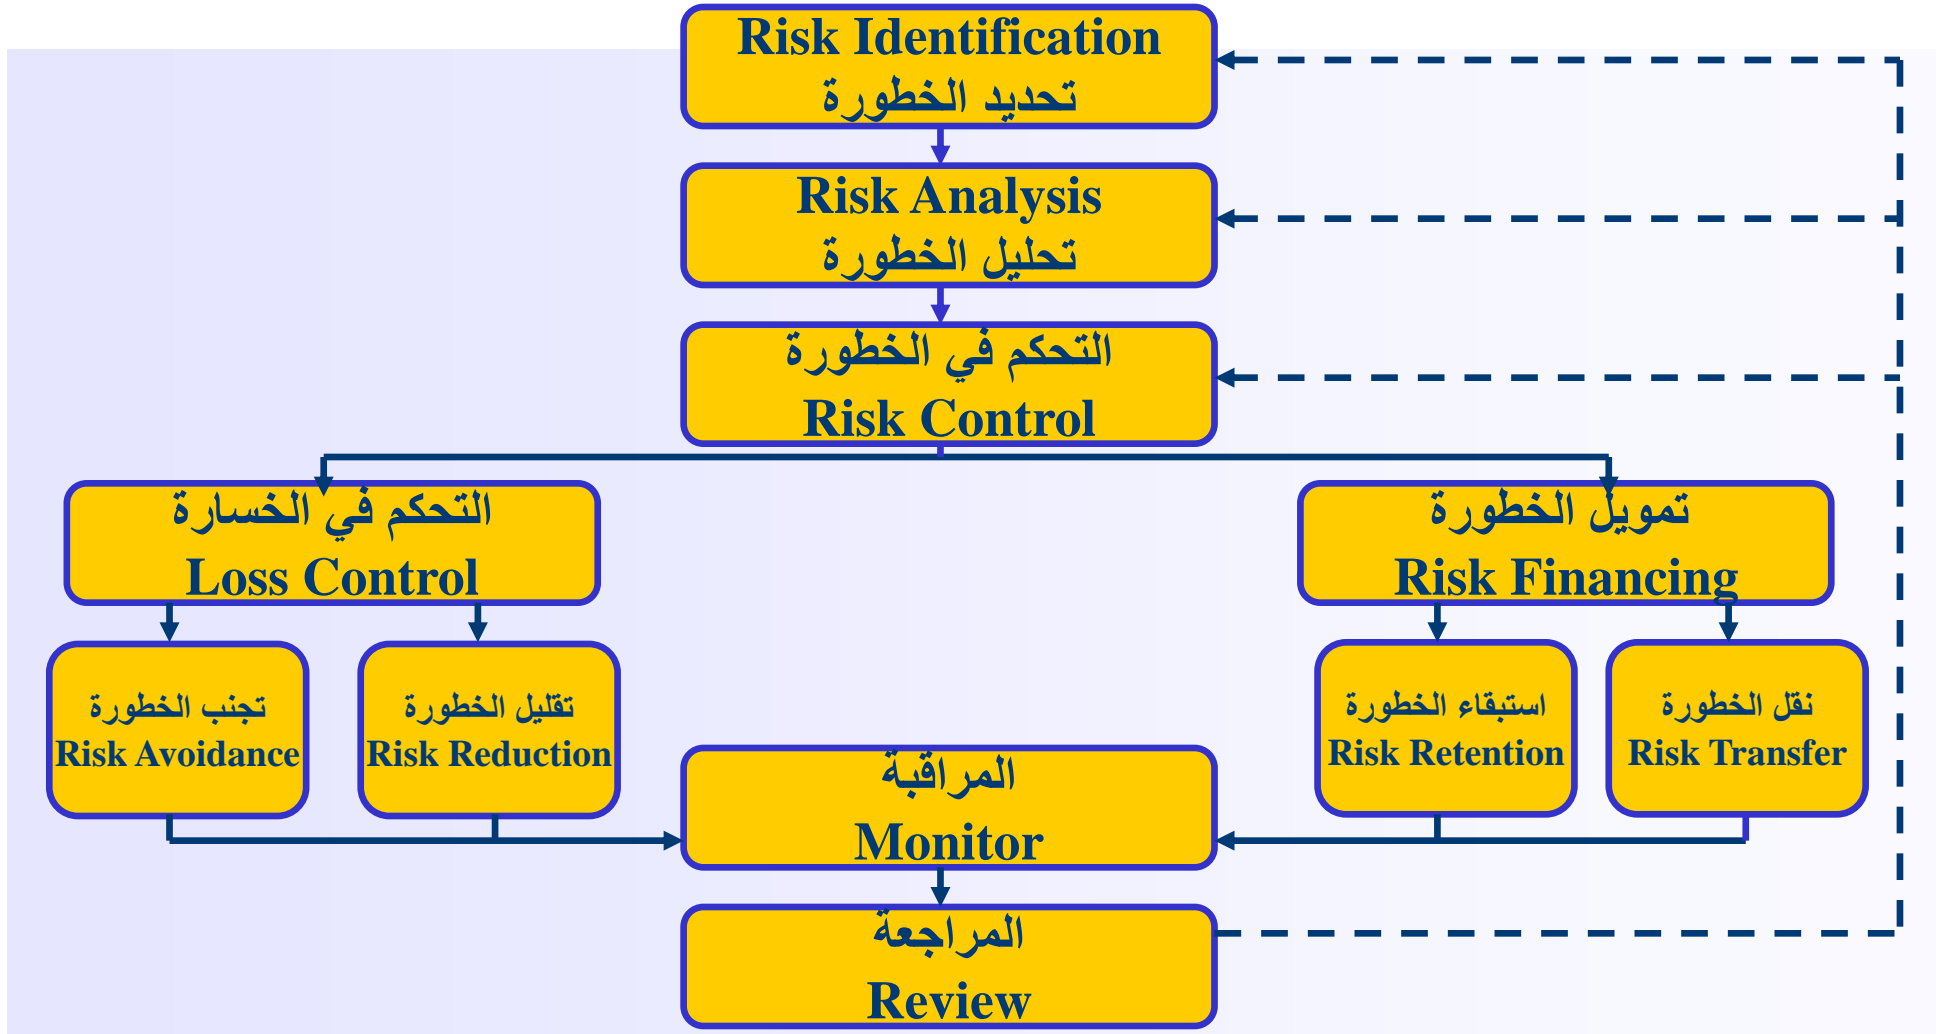 Risk Identification
تحديد الخطورة
Risk Analysis
تحليل الخطورة
التحكم في الخطورة
Risk Control
التحكم في الخسارة
Loss Control
تمويل الخطورة
Risk Financing
تجنب الخطورة
Risk Avoidance
تقليل الخطورة
Risk Reduction
استبقاء الخطورة
Risk Retention
نقل الخطورة
Risk Transfer
المراقبة
Monitor
المراجعة
Review